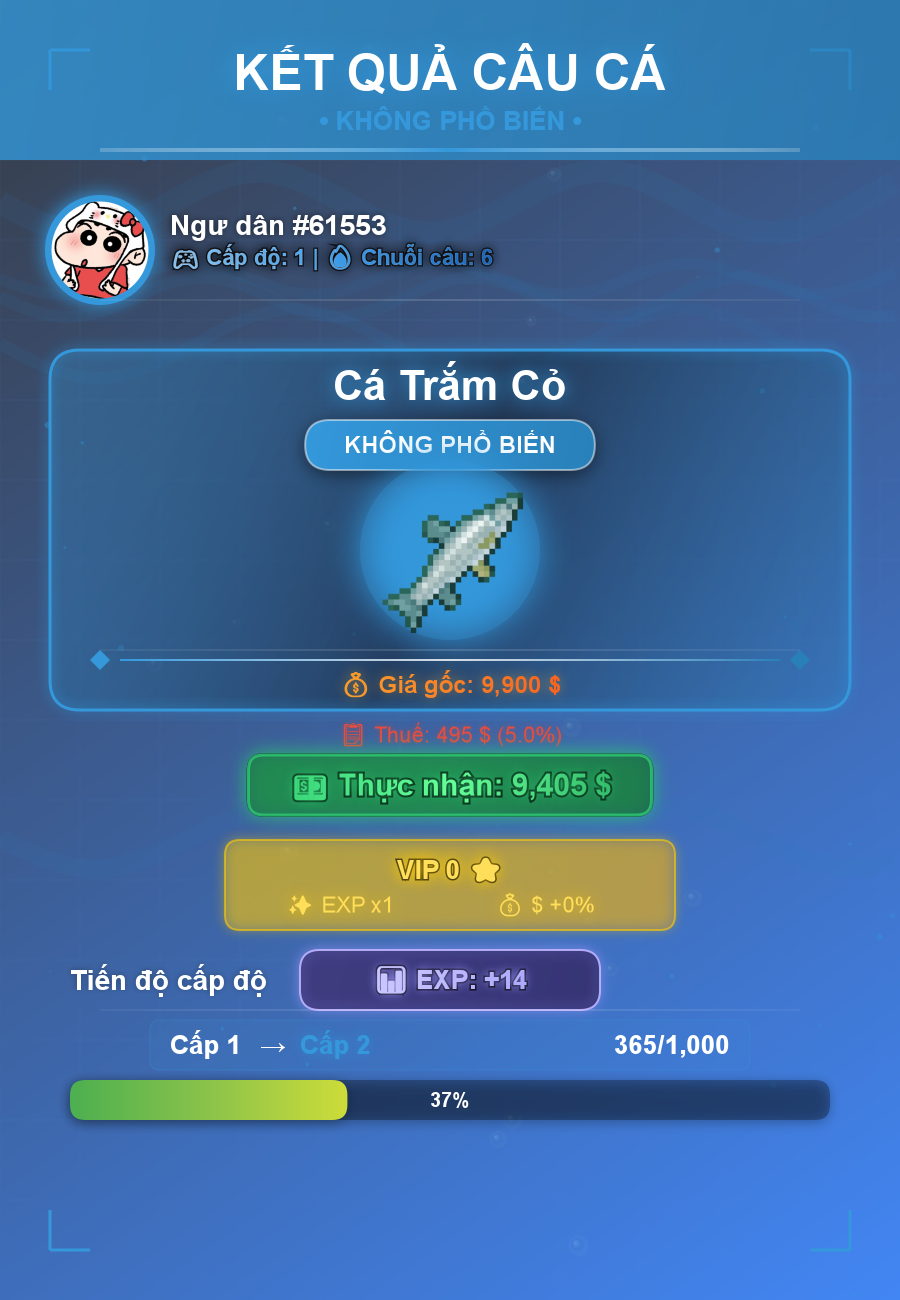 KẾT QUẢ CÂU CÁ
• KHÔNG PHỔ BIẾN •
Ngư dân #61553
Cấp độ: 1 | Chuỗi câu: 6
Cá Trắm Cỏ
KHÔNG PHỔ BIẾN
Giá gốc: 9,900 $
Thuế: 495 $ (5.0%)
Thực nhận: 9,405 $
VIP 0
EXP x1
$ +0%
Tiến độ cấp độ
EXP: +14
Cấp 1 → Cấp 2
365/1,000
37%